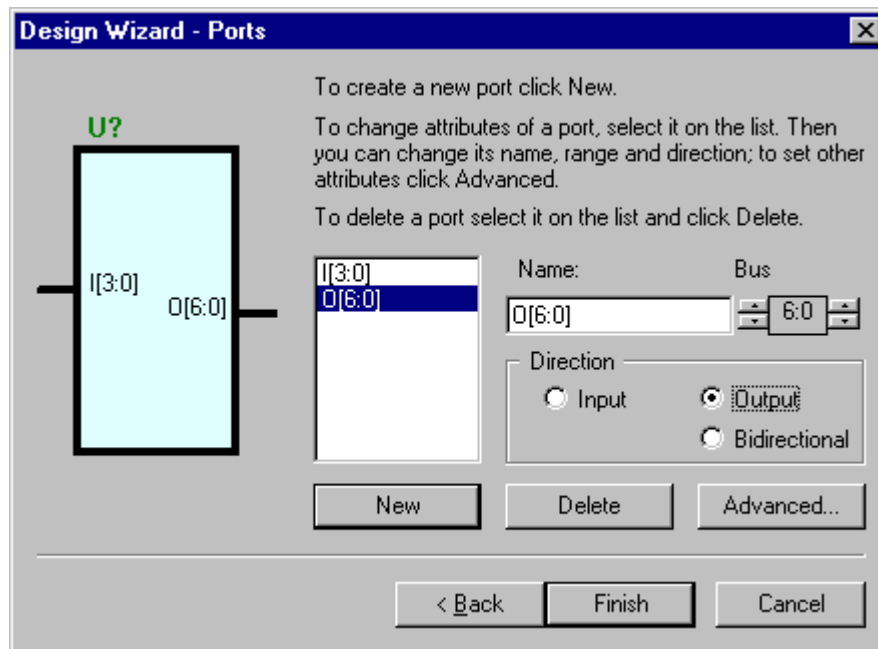 Design Wizard - Ports
To create a new port click New.
U?
To change attributes of a port, select it on the list. Then
you can change its name, range and direction; to set other
attributes click Advanced.
To delete a port select it on the list and click Delete.
I[3:0]
O[6:0]
I[3:0]
O[6:0]
Name:
Bus
O[6:0]
6:0
Direction
Input
Output
Bidirectional
New
Delete
Advanced...
< Back
Finish
Cancel